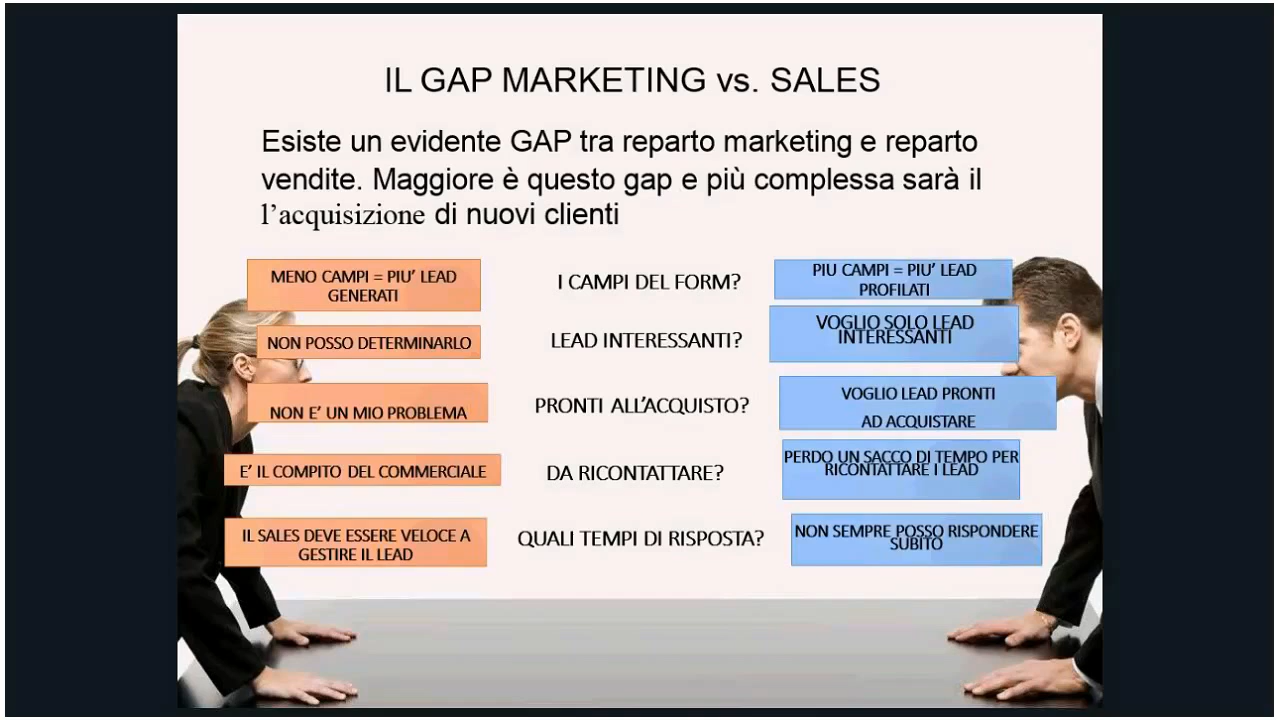 IL GAP MARKETING vs. SALES
Esiste un evidente GAP tra reparto marketing e reparto
vendite. Maggiore è questo gap e più complessa sarà il
l’acquisizione di nuovi clienti
MENO CAMPI = PIU’ LEAD
GENERATI
I CAMPI DEL FORM?
PIU CAMPI = PIU’ LEAD
PROFILATI
NON POSSO DETERMINARLO
LEAD INTERESSANTI?
VOGLIO SOLO LEAD
INTERESSANTI
NON E’ UN MIO PROBLEMA
PRONTI ALL’ACQUISTO?
VOGLIO LEAD PRONTI
AD ACQUISTARE
E’ IL COMPITO DEL COMMERCIALE
DA RICONTATTARE?
PERDO UN SACCO DI TEMPO PER
RICONTATTARE I LEAD
IL SALES DEVE ESSERE VELOCE A
GESTIRE IL LEAD
QUALI TEMPI DI RISPOSTA?
NON SEMPRE POSSO RISPONDERE
SUBITO